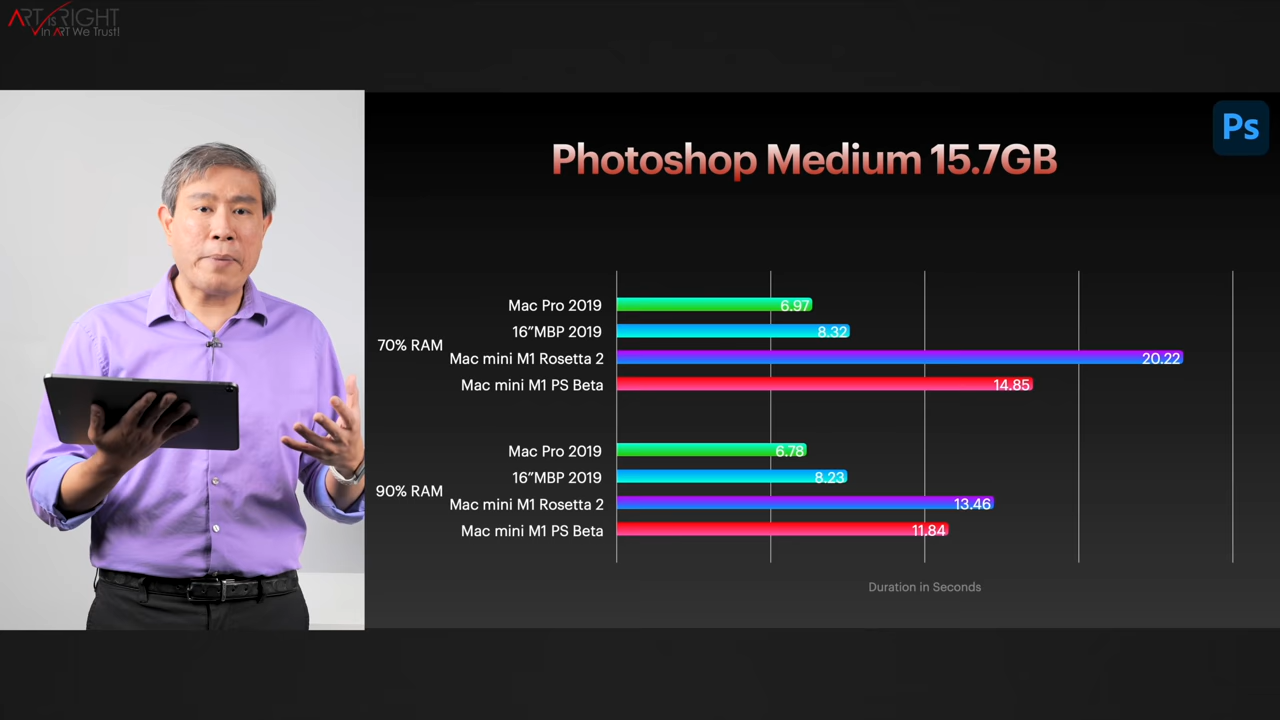 ART is RIGHT
In ART We Trust!
Ps
Photoshop Medium 15.7GB
70% RAM
Mac Pro 2019 6.97
16″MBP 2019 8.32
Mac mini M1 Rosetta 2 20.22
Mac mini M1 PS Beta 14.85
90% RAM
Mac Pro 2019 6.78
16″MBP 2019 8.23
Mac mini M1 Rosetta 2 13.46
Mac mini M1 PS Beta 11.84
Duration in Seconds